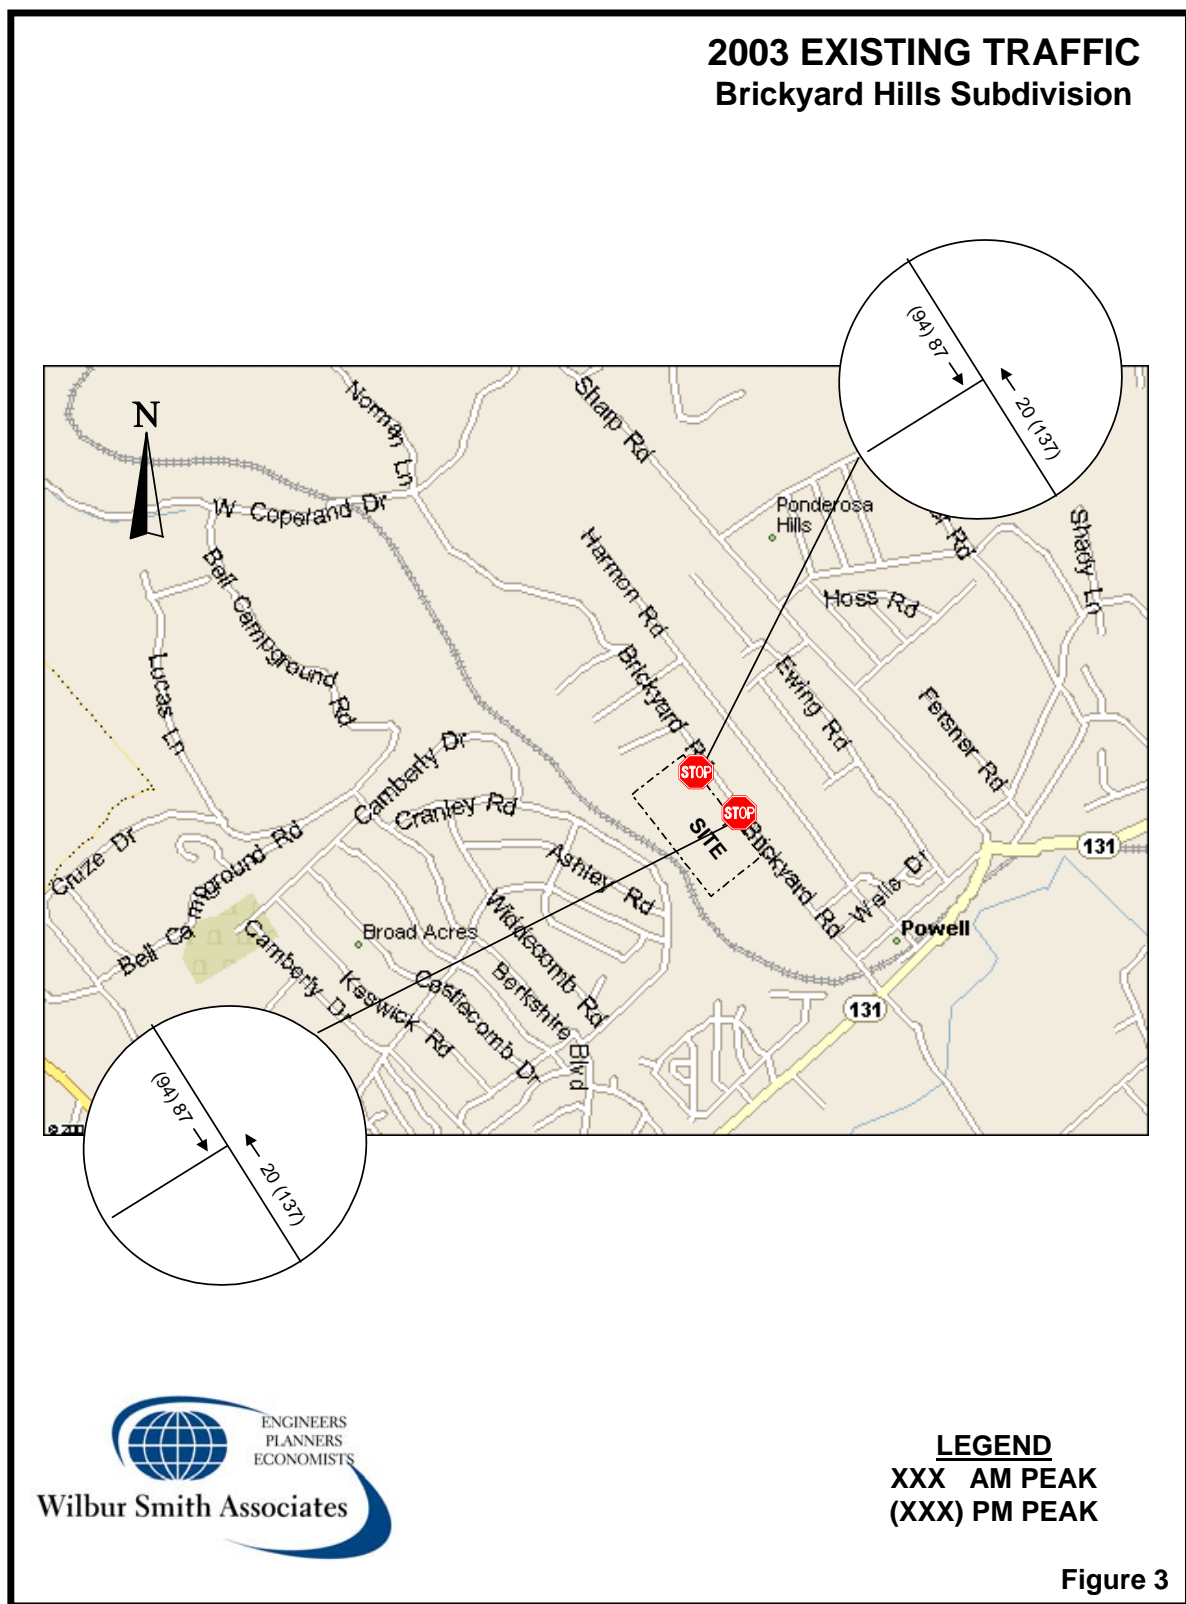 2003 EXISTING TRAFFIC
Brickyard Hills Subdivision
(94) 87
20 (137)
N
Norman Ln
Sharp Rd
W Copeland Dr
Ponderosa
Hills
Shady Ln
Harmon Rd
Bell Campground Rd
Hoss Rd
Lucas Ln
Brickyard Rd
Ewing Rd
Fersner Rd
Camberly Dr
STOP
STOP
Cranley Rd
SITE
Brickyard Rd
131
Cruze Dr
Ashley Rd
Wells Dr
Bell Campground Rd
Widdecomb Rd
Powell
Broad Acres
Camberly Dr
Keswick Rd
Castlecomb Dr
Berkshire Blvd
131
(94) 87
20 (137)
ENGINEERS
PLANNERS
ECONOMISTS
Wilbur Smith Associates
LEGEND
XXX AM PEAK
(XXX) PM PEAK
Figure 3